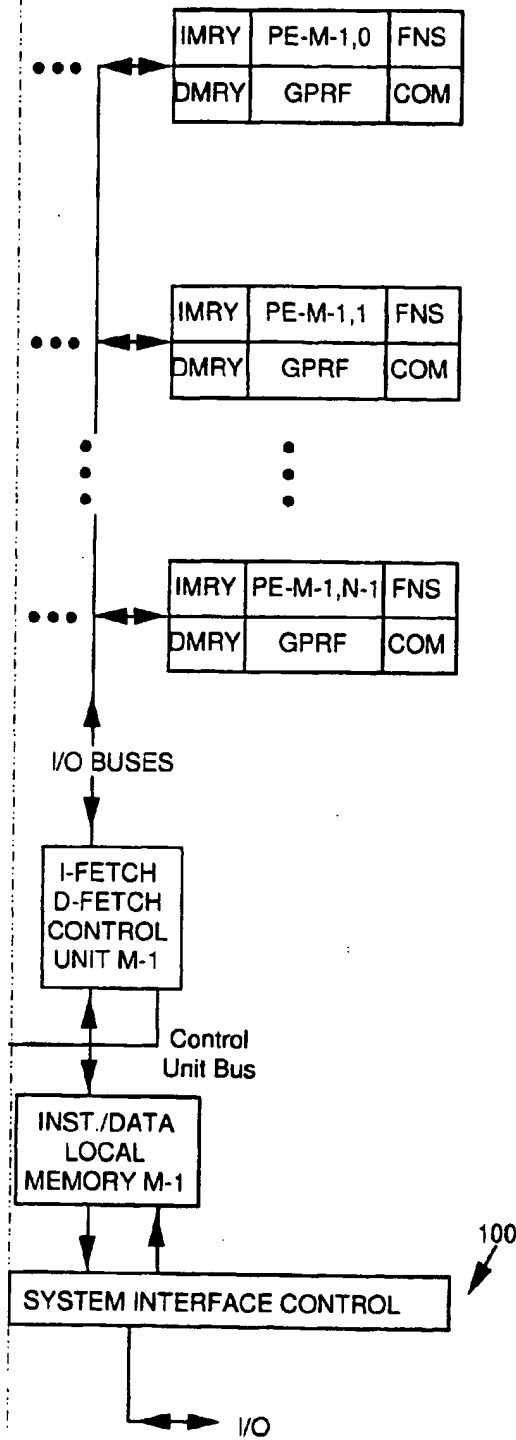 IMRY PE-M-1,0 FNS
DMRY GPRF COM
IMRY PE-M-1,1 FNS
DMRY GPRF COM
IMRY PE-M-1,N-1 FNS
DMRY GPRF COM
I/O BUSES
I-FETCH
D-FETCH
CONTROL
UNIT M-1
Control
Unit Bus
INST./DATA
LOCAL
MEMORY M-1
100
SYSTEM INTERFACE CONTROL
I/O